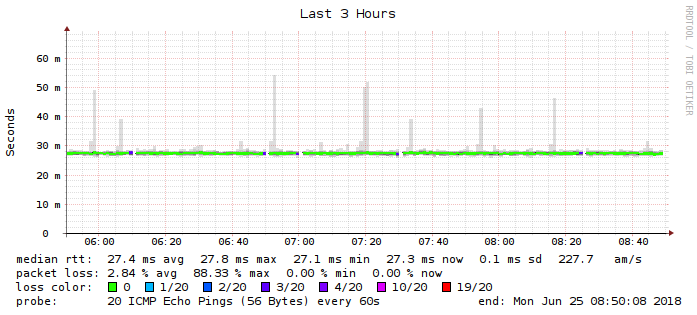 Last 3 Hours
RRDTOOL / TOBI OETIKER
Seconds
60 m
50 m
40 m
30 m
20 m
10 m
0
06:00 06:20 06:40 07:00 07:20 07:40 08:00 08:20 08:40
median rtt: 27.4 ms avg 27.8 ms max 27.1 ms min 27.3 ms now 0.1 ms sd 227.7 am/s
packet loss: 2.84 % avg 88.33 % max 0.00 % min 0.00 % now
loss color: 0 1/20 2/20 3/20 4/20 10/20 19/20
probe: 20 ICMP Echo Pings (56 Bytes) every 60s end: Mon Jun 25 08:50:08 2018